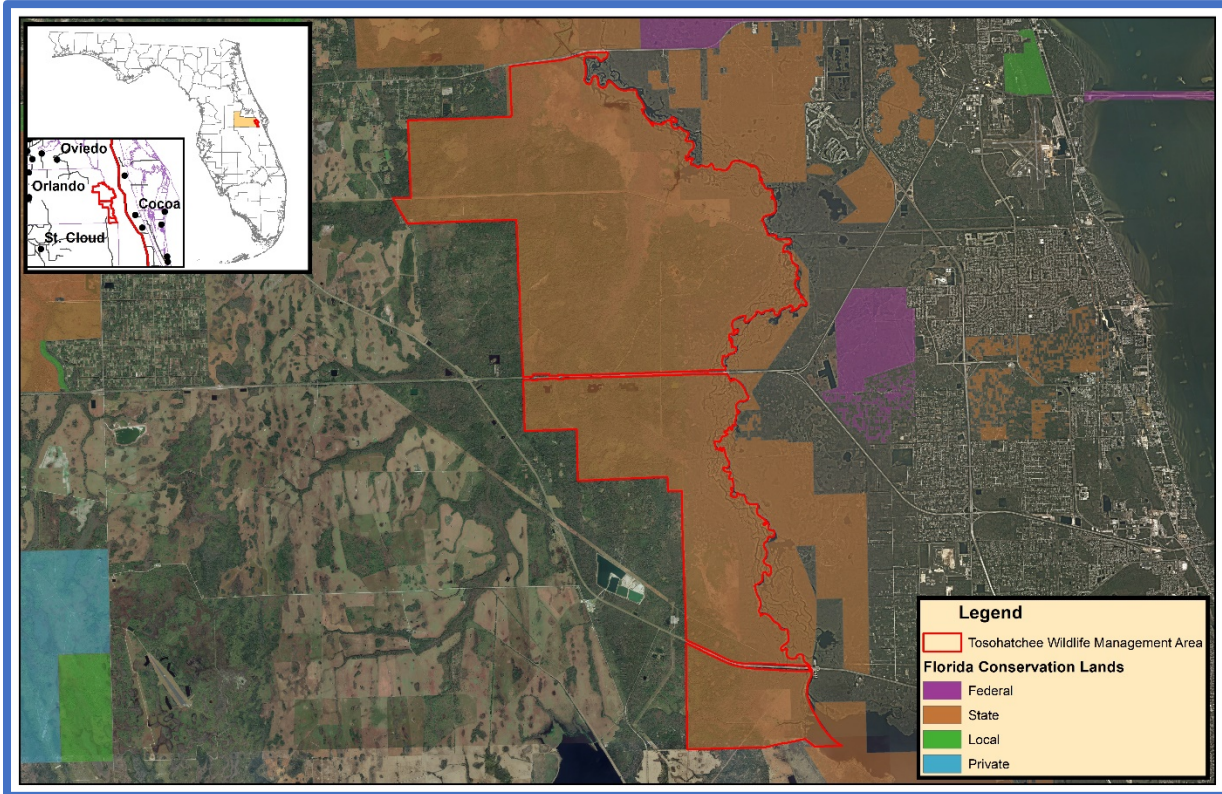 Oviedo
Orlando
Cocoa
St. Cloud
Legend
Tosohatchee Wildlife Management Area
Florida Conservation Lands
Federal
State
Local
Private